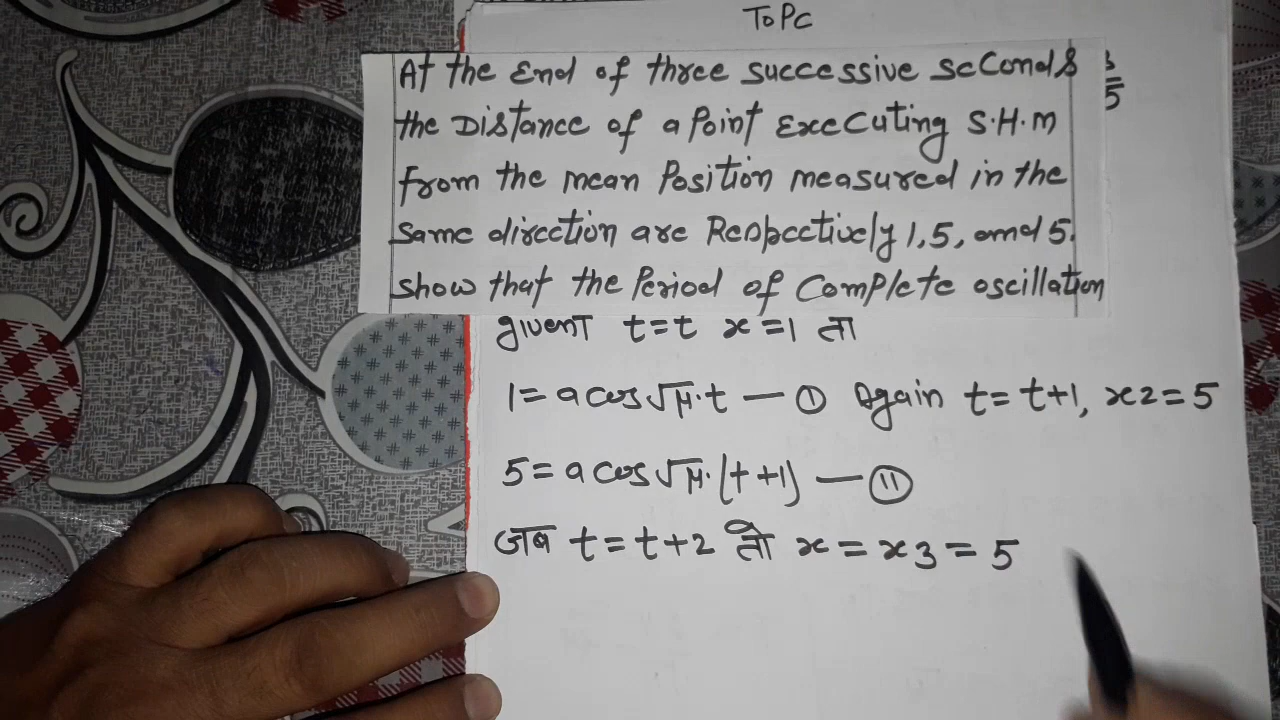 ToPc
At the End of three successive seconds
the Distance of a Point Executing S.H.M
from the mean Position measured in the
Same direction are Respectively 1, 5, and 5.
show that the Period of Complete oscillation
5
t=t x=1 तो
1 = a cos √μ·t — ① Again t=t+1, x2=5
5 = a cos √μ·(t+1) — ⑪
जब t=t+2 तो x = x3 = 5